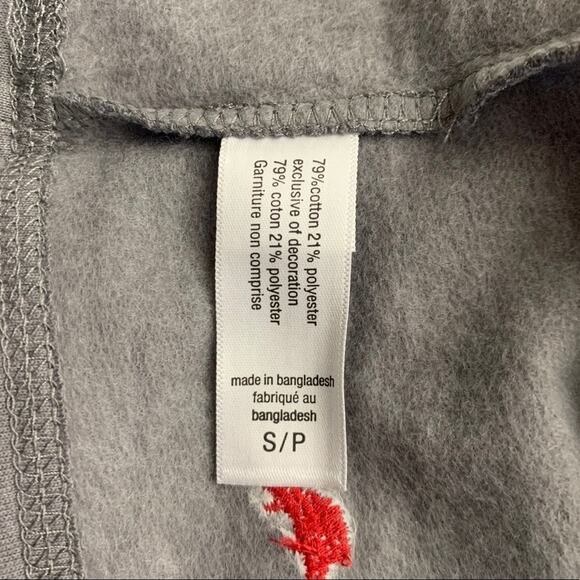 79%cotton 21% polyester
exclusive of decoration
79% coton 21% polyester
Garniture non comprise
made in bangladesh
fabriqué au
bangladesh
S/P